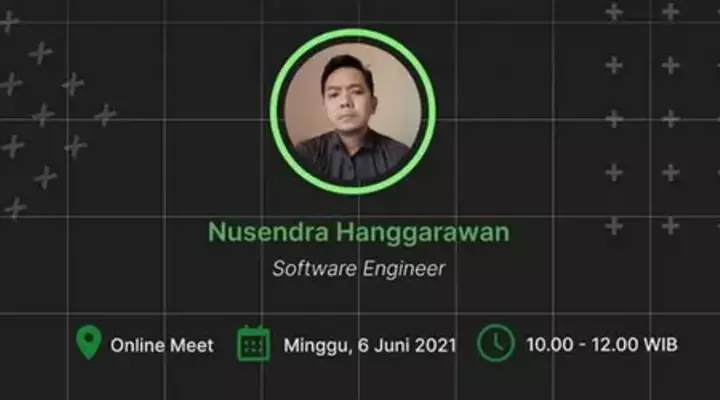 Nusendra Hanggarawan
Software Engineer
Online Meet Minggu, 6 Juni 2021 10.00 - 12.00 WIB